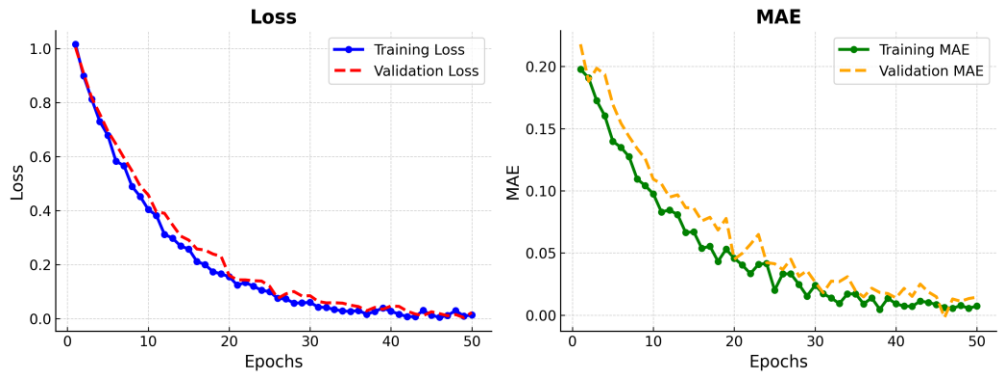 Loss
Training Loss
Validation Loss
1.0
0.8
0.6
0.4
0.2
0.0
Loss
0 10 20 30 40 50
Epochs
MAE
Training MAE
Validation MAE
0.20
0.15
0.10
0.05
0.00
MAE
0 10 20 30 40 50
Epochs